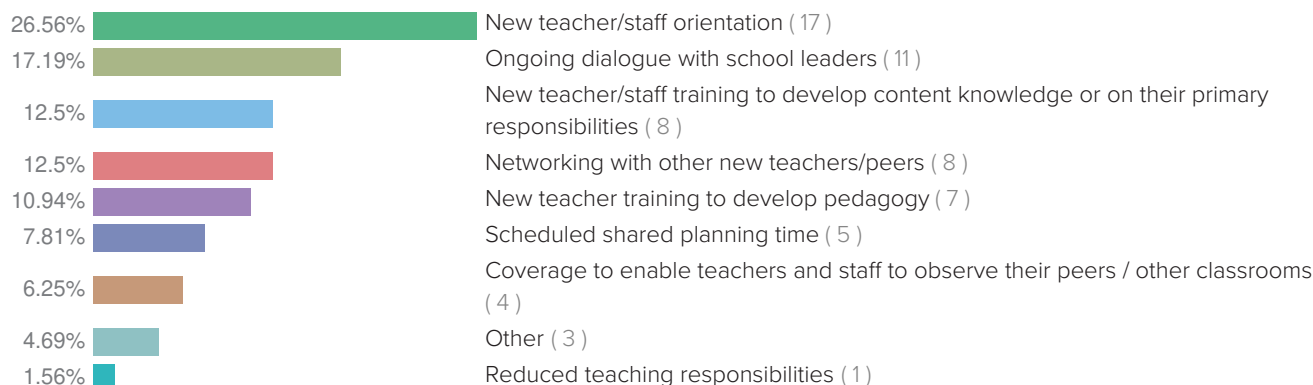 26.56% New teacher/staff orientation ( 17 )
17.19% Ongoing dialogue with school leaders ( 11 )
12.5% New teacher/staff training to develop content knowledge or on their primary
responsibilities ( 8 )
12.5% Networking with other new teachers/peers ( 8 )
10.94% New teacher training to develop pedagogy ( 7 )
7.81% Scheduled shared planning time ( 5 )
6.25% Coverage to enable teachers and staff to observe their peers / other classrooms
( 4 )
4.69% Other ( 3 )
1.56% Reduced teaching responsibilities ( 1 )